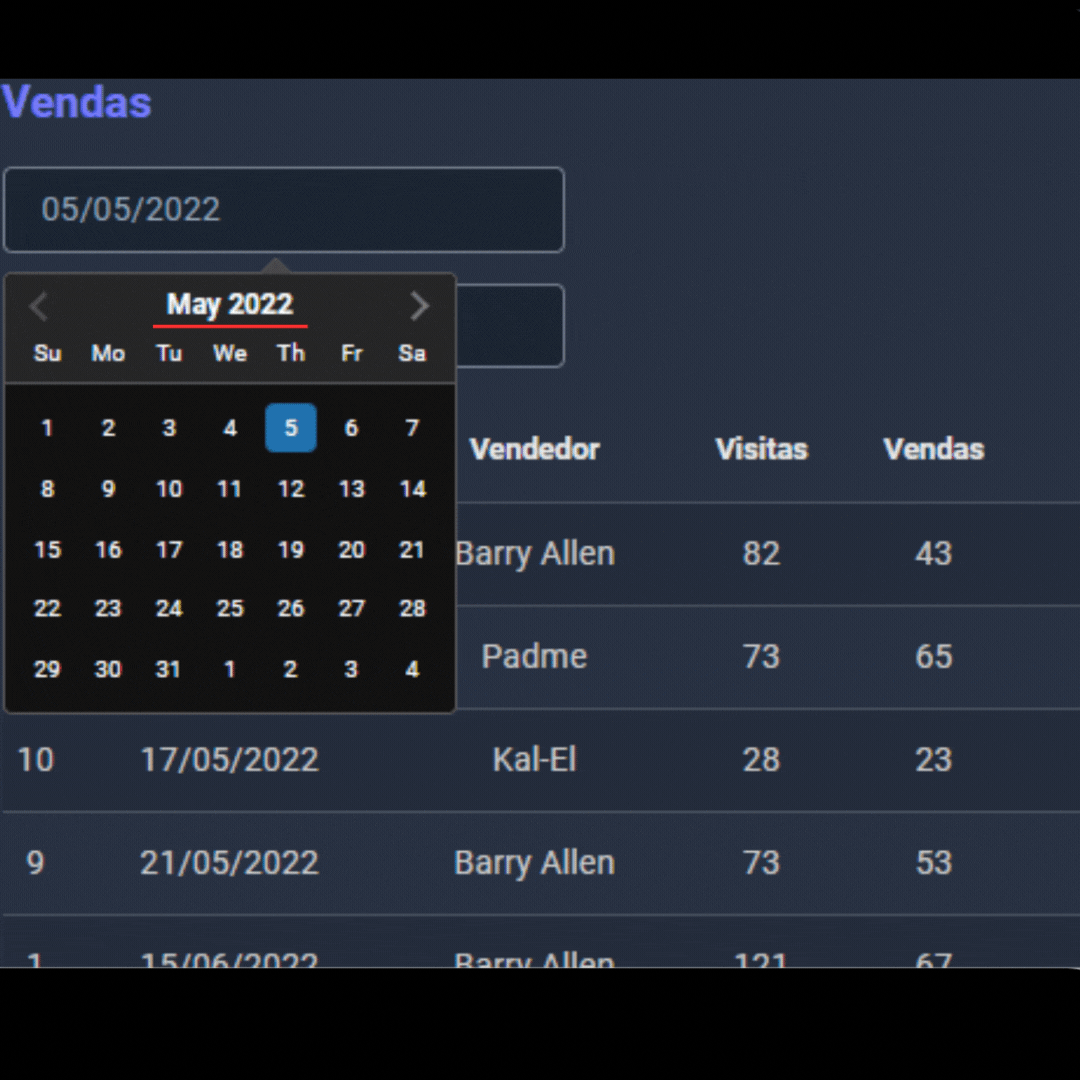 Vendas
05/05/2022
May 2022
Su Mo Tu We Th Fr Sa
1 2 3 4 5 6 7
8 9 10 11 12 13 14
15 16 17 18 19 20 21
22 23 24 25 26 27 28
29 30 31 1 2 3 4
Vendedor Visitas Vendas
Barry Allen 82 43
Padme 73 65
10 17/05/2022 Kal-El 28 23
9 21/05/2022 Barry Allen 73 53
1 15/06/2022 Barry Allen 121 67